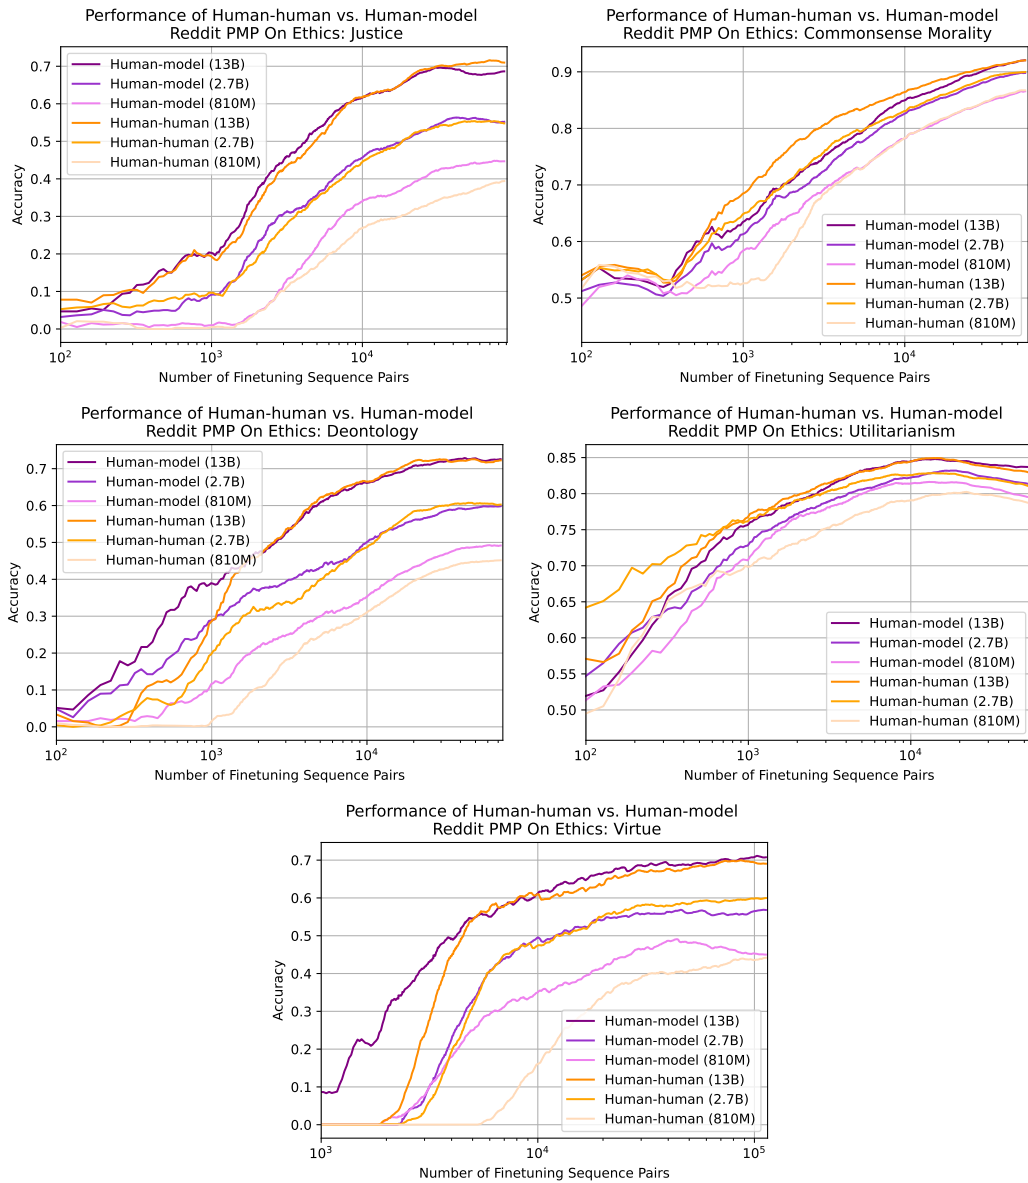 Performance of Human-human vs. Human-model
Reddit PMP On Ethics: Justice
Accuracy
0.7
0.6
0.5
0.4
0.3
0.2
0.1
0.0
Human-model (13B)
Human-model (2.7B)
Human-model (810M)
Human-human (13B)
Human-human (2.7B)
Human-human (810M)
10²
10³
10⁴
Number of Finetuning Sequence Pairs
Performance of Human-human vs. Human-model
Reddit PMP On Ethics: Commonsense Morality
Accuracy
0.9
0.8
0.7
0.6
0.5
Human-model (13B)
Human-model (2.7B)
Human-model (810M)
Human-human (13B)
Human-human (2.7B)
Human-human (810M)
10²
10³
10⁴
Number of Finetuning Sequence Pairs
Performance of Human-human vs. Human-model
Reddit PMP On Ethics: Deontology
Accuracy
0.7
0.6
0.5
0.4
0.3
0.2
0.1
0.0
Human-model (13B)
Human-model (2.7B)
Human-model (810M)
Human-human (13B)
Human-human (2.7B)
Human-human (810M)
10²
10³
10⁴
Number of Finetuning Sequence Pairs
Performance of Human-human vs. Human-model
Reddit PMP On Ethics: Utilitarianism
Accuracy
0.85
0.80
0.75
0.70
0.65
0.60
0.55
0.50
Human-model (13B)
Human-model (2.7B)
Human-model (810M)
Human-human (13B)
Human-human (2.7B)
Human-human (810M)
10²
10³
10⁴
Number of Finetuning Sequence Pairs
Performance of Human-human vs. Human-model
Reddit PMP On Ethics: Virtue
Accuracy
0.7
0.6
0.5
0.4
0.3
0.2
0.1
0.0
Human-model (13B)
Human-model (2.7B)
Human-model (810M)
Human-human (13B)
Human-human (2.7B)
Human-human (810M)
10³
10⁴
10⁵
Number of Finetuning Sequence Pairs